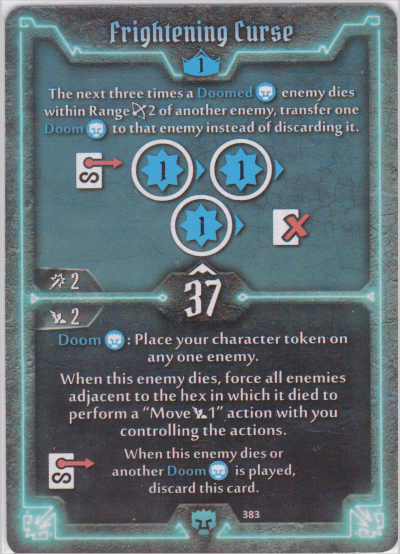 Frightening Curse
1
The next three times a Doomed enemy dies
within Range 2 of another enemy, transfer one
Doom to that enemy instead of discarding it.
1 1
1
2
37
2
Doom : Place your character token on
any one enemy.
When this enemy dies, force all enemies
adjacent to the hex in which it died to
perform a “Move 1” action with you
controlling the actions.
When this enemy dies or
another Doom is played,
discard this card.
383